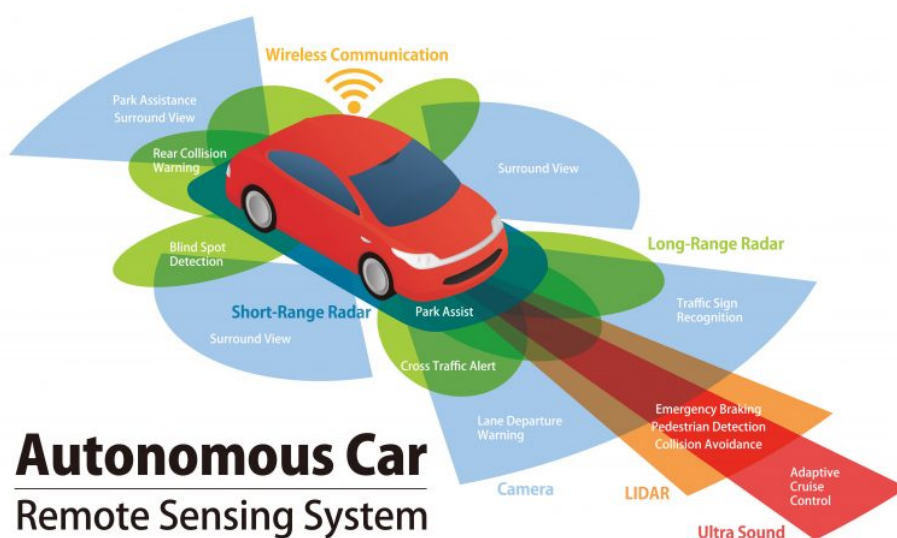 Wireless Communication
Park Assistance
Surround View
Rear Collision
Warning
Surround View
Blind Spot
Detection
Long-Range Radar
Short-Range Radar
Park Assist
Traffic Sign
Recognition
Surround View
Cross Traffic Alert
Lane Departure
Warning
Emergency Braking
Pedestrian Detection
Collision Avoidance
Adaptive
Cruise
Control
Camera
LIDAR
Ultra Sound
Autonomous Car
Remote Sensing System